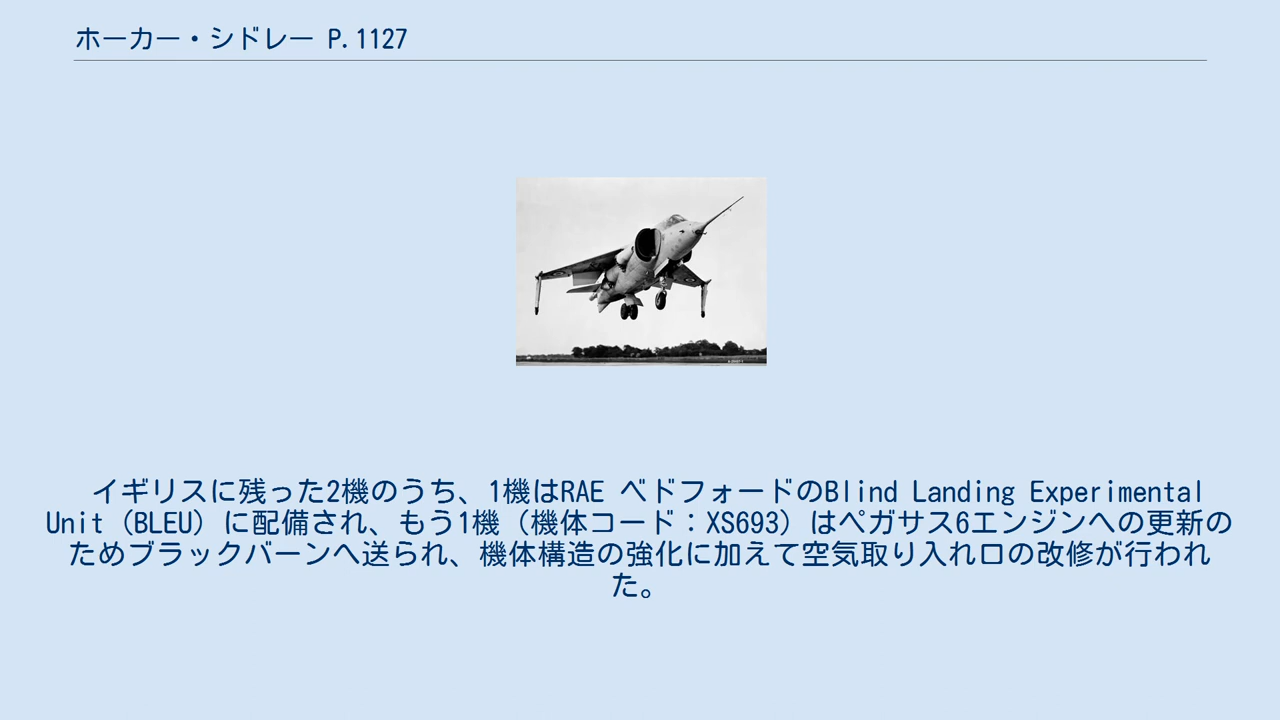 ホーカー・シドレー P.1127
イギリスに残った2機のうち、1機はRAE ベドフォードのBlind Landing Experimental
Unit（BLEU）に配備され、もう1機（機体コード：XS693）はペガサス6エンジンへの更新の
ためブラックバーンへ送られ、機体構造の強化に加えて空気取り入れ口の改修が行われ
た。